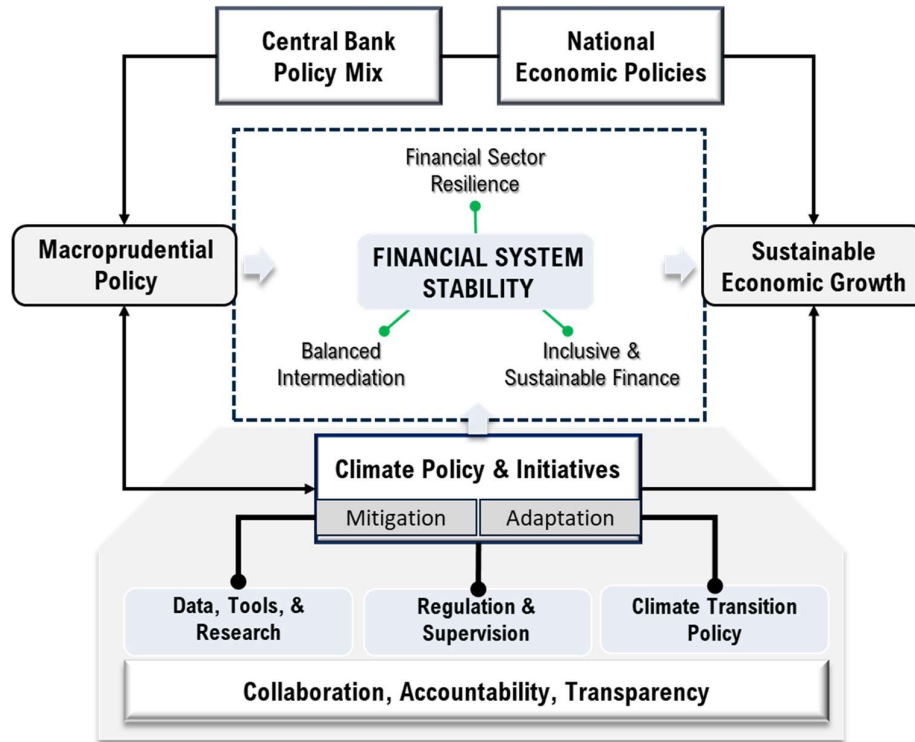 Central Bank
Policy Mix
National
Economic Policies
Financial Sector
Resilience
Macroprudential
Policy
FINANCIAL SYSTEM
STABILITY
Sustainable
Economic Growth
Balanced
Intermediation
Inclusive &
Sustainable Finance
Climate Policy & Initiatives
Mitigation
Adaptation
Data, Tools, &
Research
Regulation &
Supervision
Climate Transition
Policy
Collaboration, Accountability, Transparency